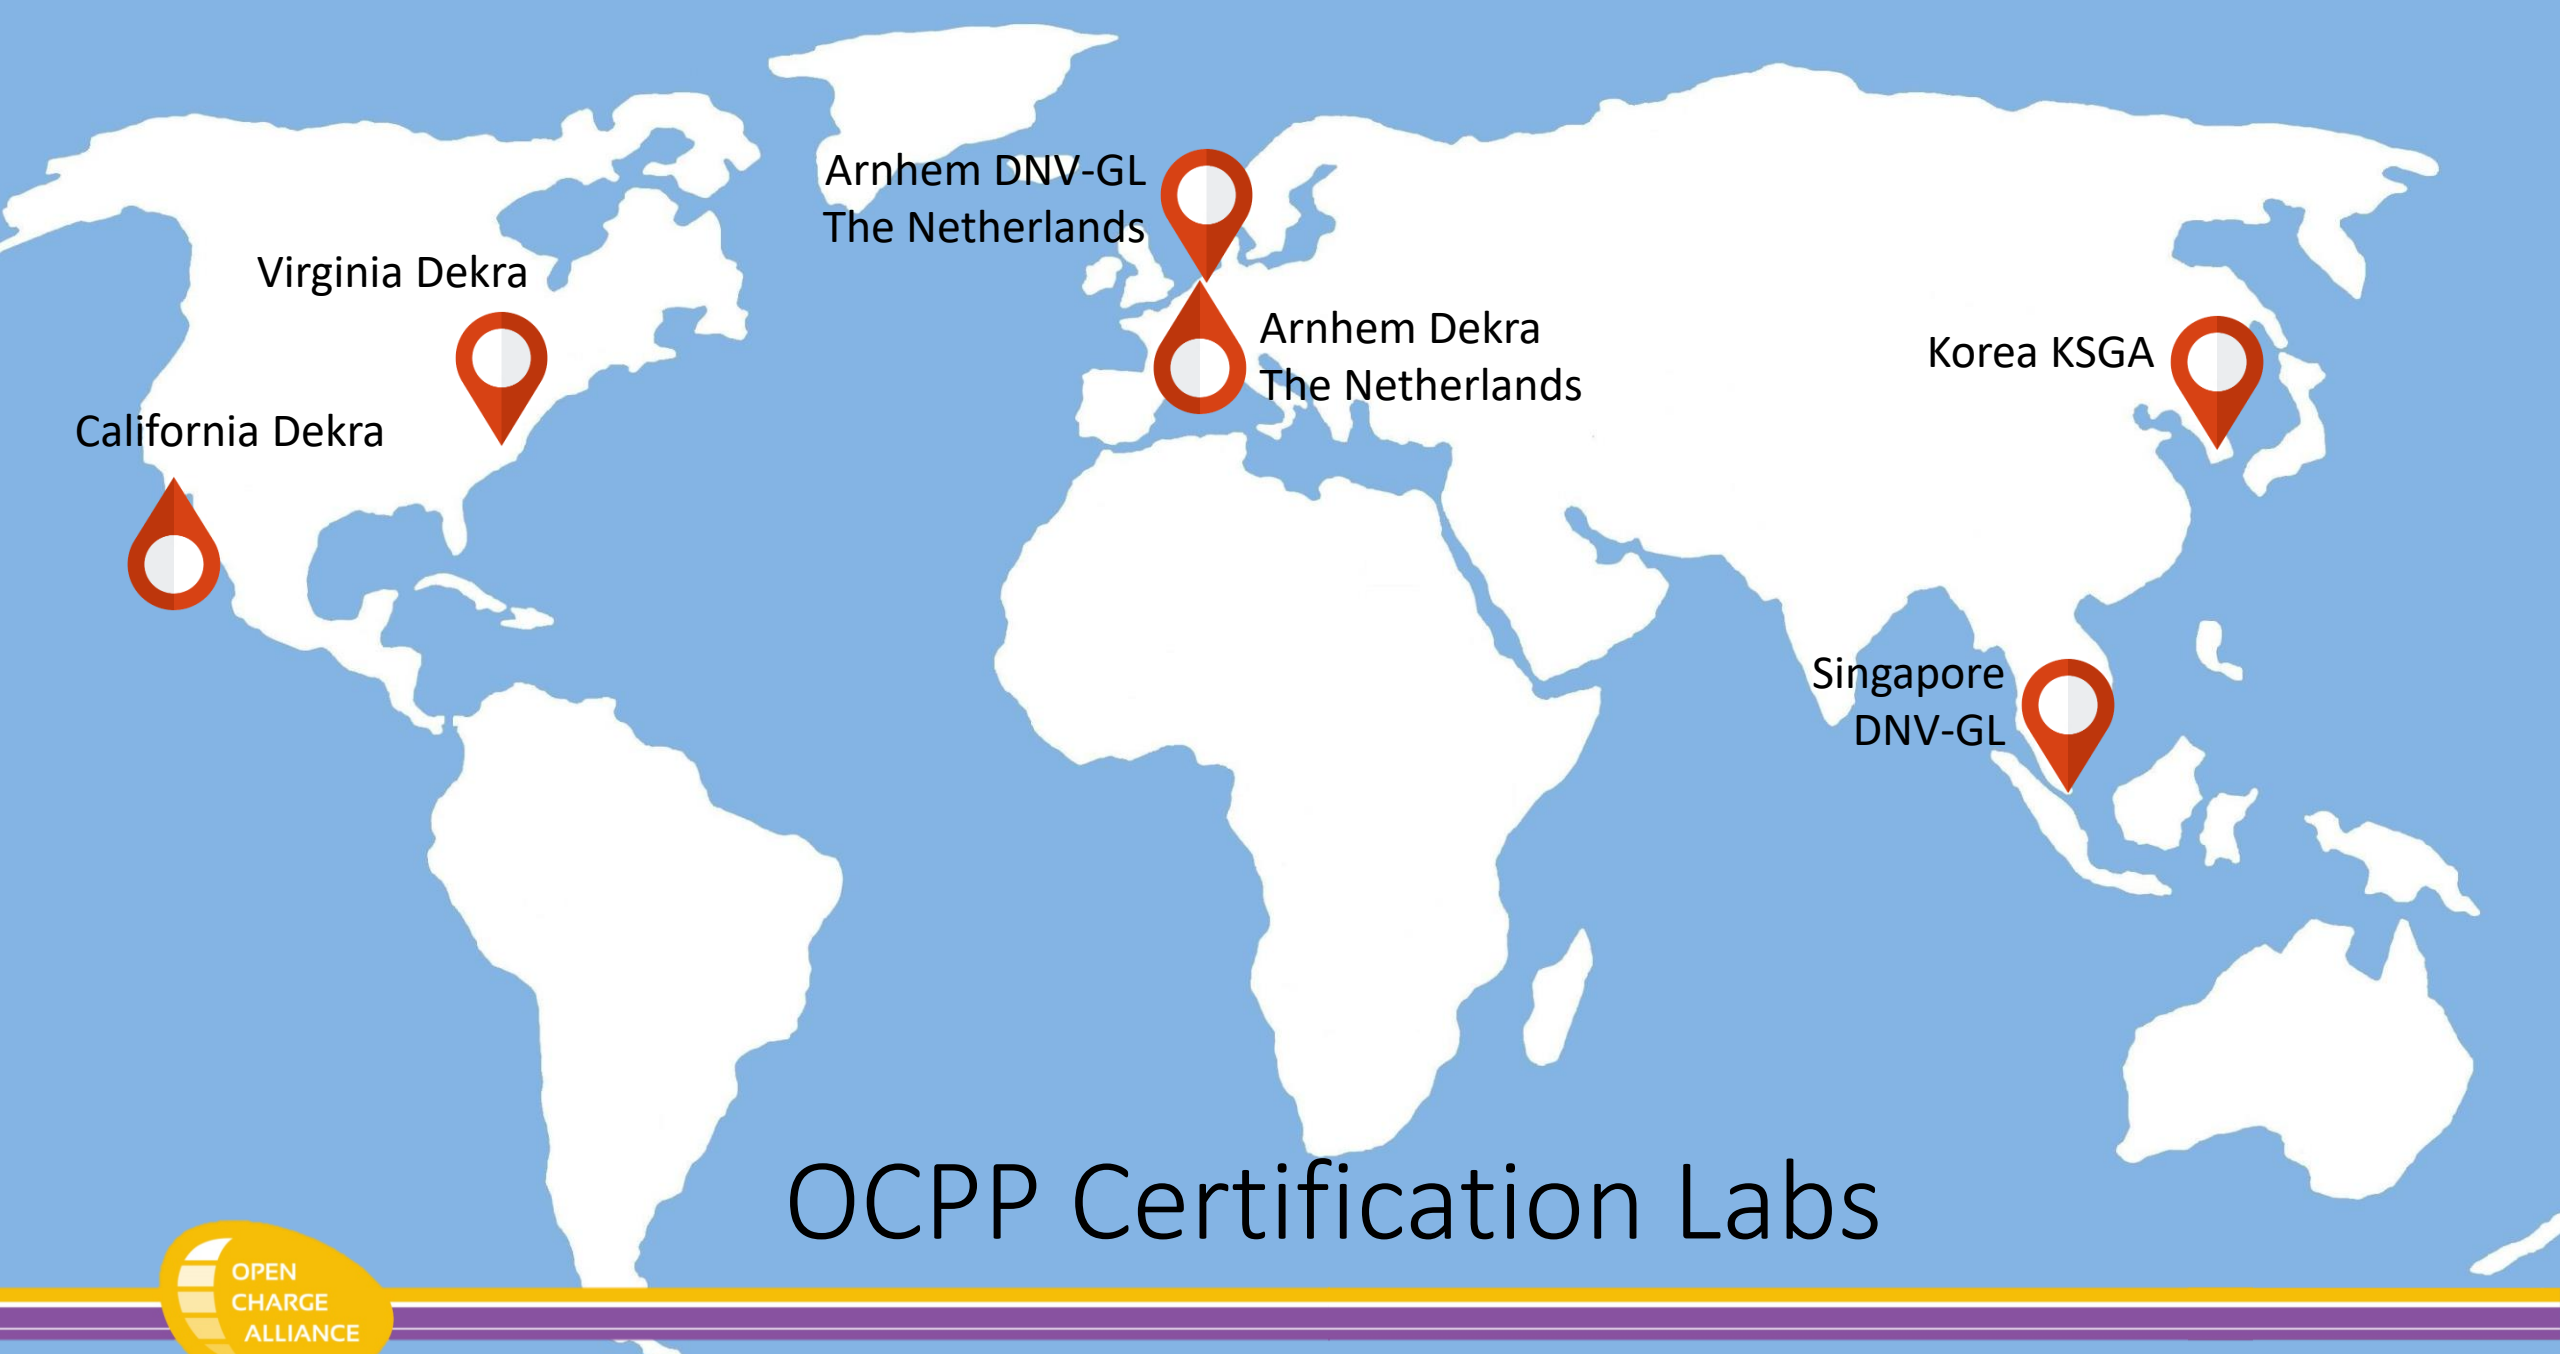 Arnhem DNV-GL
The Netherlands
Virginia Dekra
Arnhem Dekra
The Netherlands
Korea KSGA
California Dekra
Singapore
DNV-GL
OCPP Certification Labs
OPEN
CHARGE
ALLIANCE